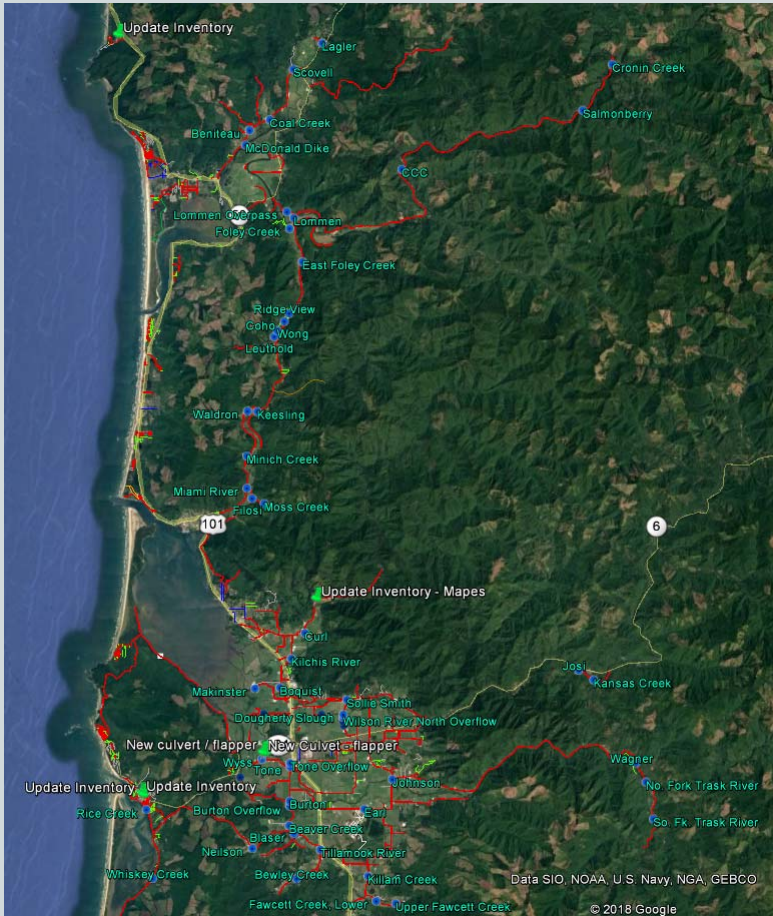 Update Inventory
Lagler
Scovell
Cronin Creek
Salmonberry
Coal Creek
Beniteau
McDonald Dike
CCC
Lommen Overpass
Lommen
Foley Creek
East Foley Creek
Ridge View
Coho
Wong
Leuthold
Waldron
Keesling
Minich Creek
Miami River
Filosi
Moss Creek
101
6
Update Inventory - Mapes
Curl
Kilchis River
Josi
Kansas Creek
Makinster
Boquist
Sollie Smith
Dougherty Slough
Wilson River North Overflow
New culvert / flapper
New Culvet - flapper
Wyss
Tone
Tone Overflow
Wagner
Johnson
No. Fork Trask River
Update Inventory
Update Inventory
Rice Creek
Burton Overflow
Burton
Earl
So. Fk. Trask River
Beaver Creek
Blaser
Neilson
Tillamook River
Whiskey Creek
Bewley Creek
Killam Creek
Data SIO, NOAA, U.S. Navy, NGA, GEBCO
Fawcett Creek, Lower
Upper Fawcett Creek
© 2018 Google